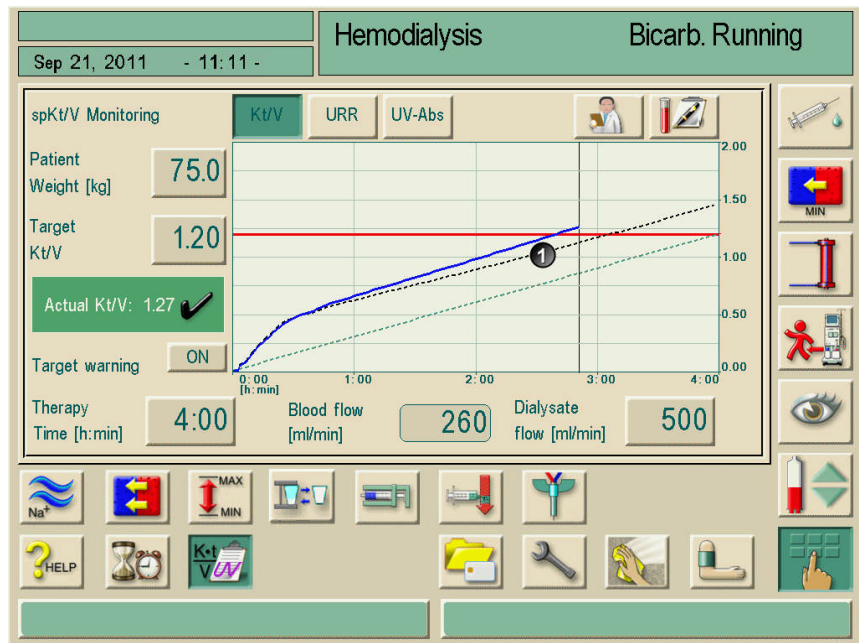 Hemodialysis Bicarb. Running
Sep 21, 2011 - 11:11 -
spKt/V Monitoring Kt/V URR UV-Abs
Patient
Weight [kg] 75.0
Target
Kt/V 1.20
Actual Kt/V: 1.27
Target warning ON
2.00
1.50
1.00
0.50
0.00
1
0:00 1:00 2:00 3:00 4:00
[h:min]
Therapy
Time [h:min] 4:00
Blood flow
[ml/min] 260
Dialysate
flow [ml/min] 500
MIN
Na+
MAX
MIN
?HELP
K•t
V UV